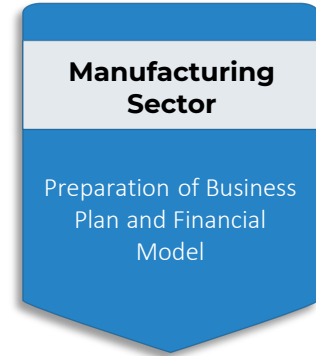 Manufacturing
Sector
Preparation of Business
Plan and Financial
Model